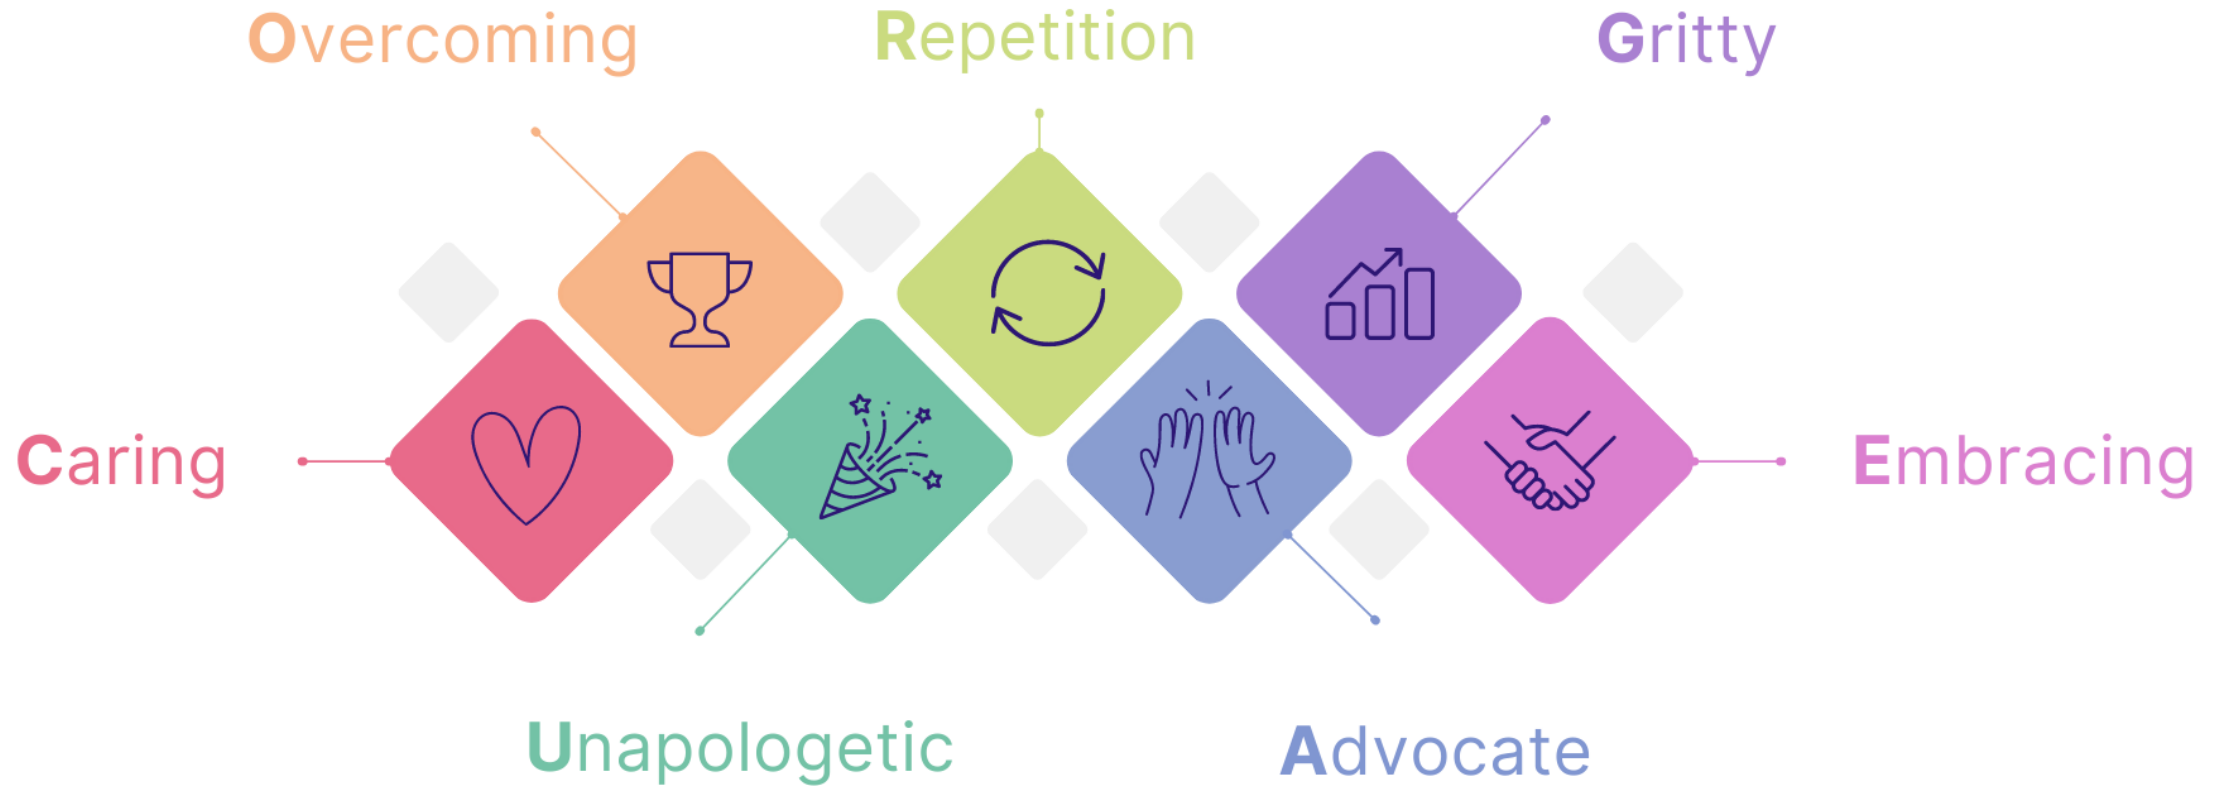 Overcoming
Repetition
Gritty
Caring
Embracing
Unapologetic
Advocate